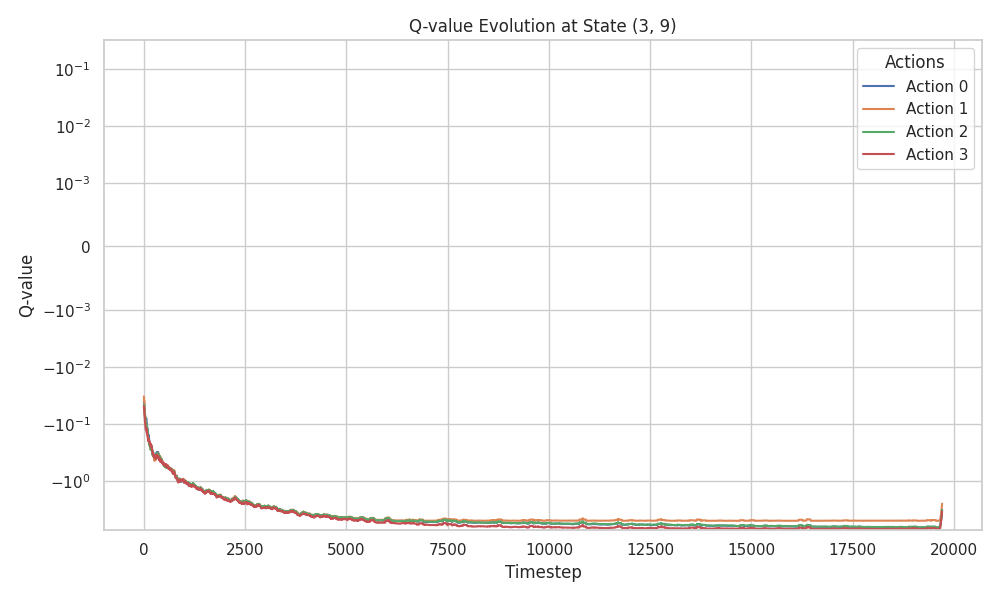 Q-value Evolution at State (3, 9)
Q-value
10⁻¹
10⁻²
10⁻³
0
−10⁻³
−10⁻²
−10⁻¹
−10⁰
Actions
Action 0
Action 1
Action 2
Action 3
0 2500 5000 7500 10000 12500 15000 17500 20000
Timestep